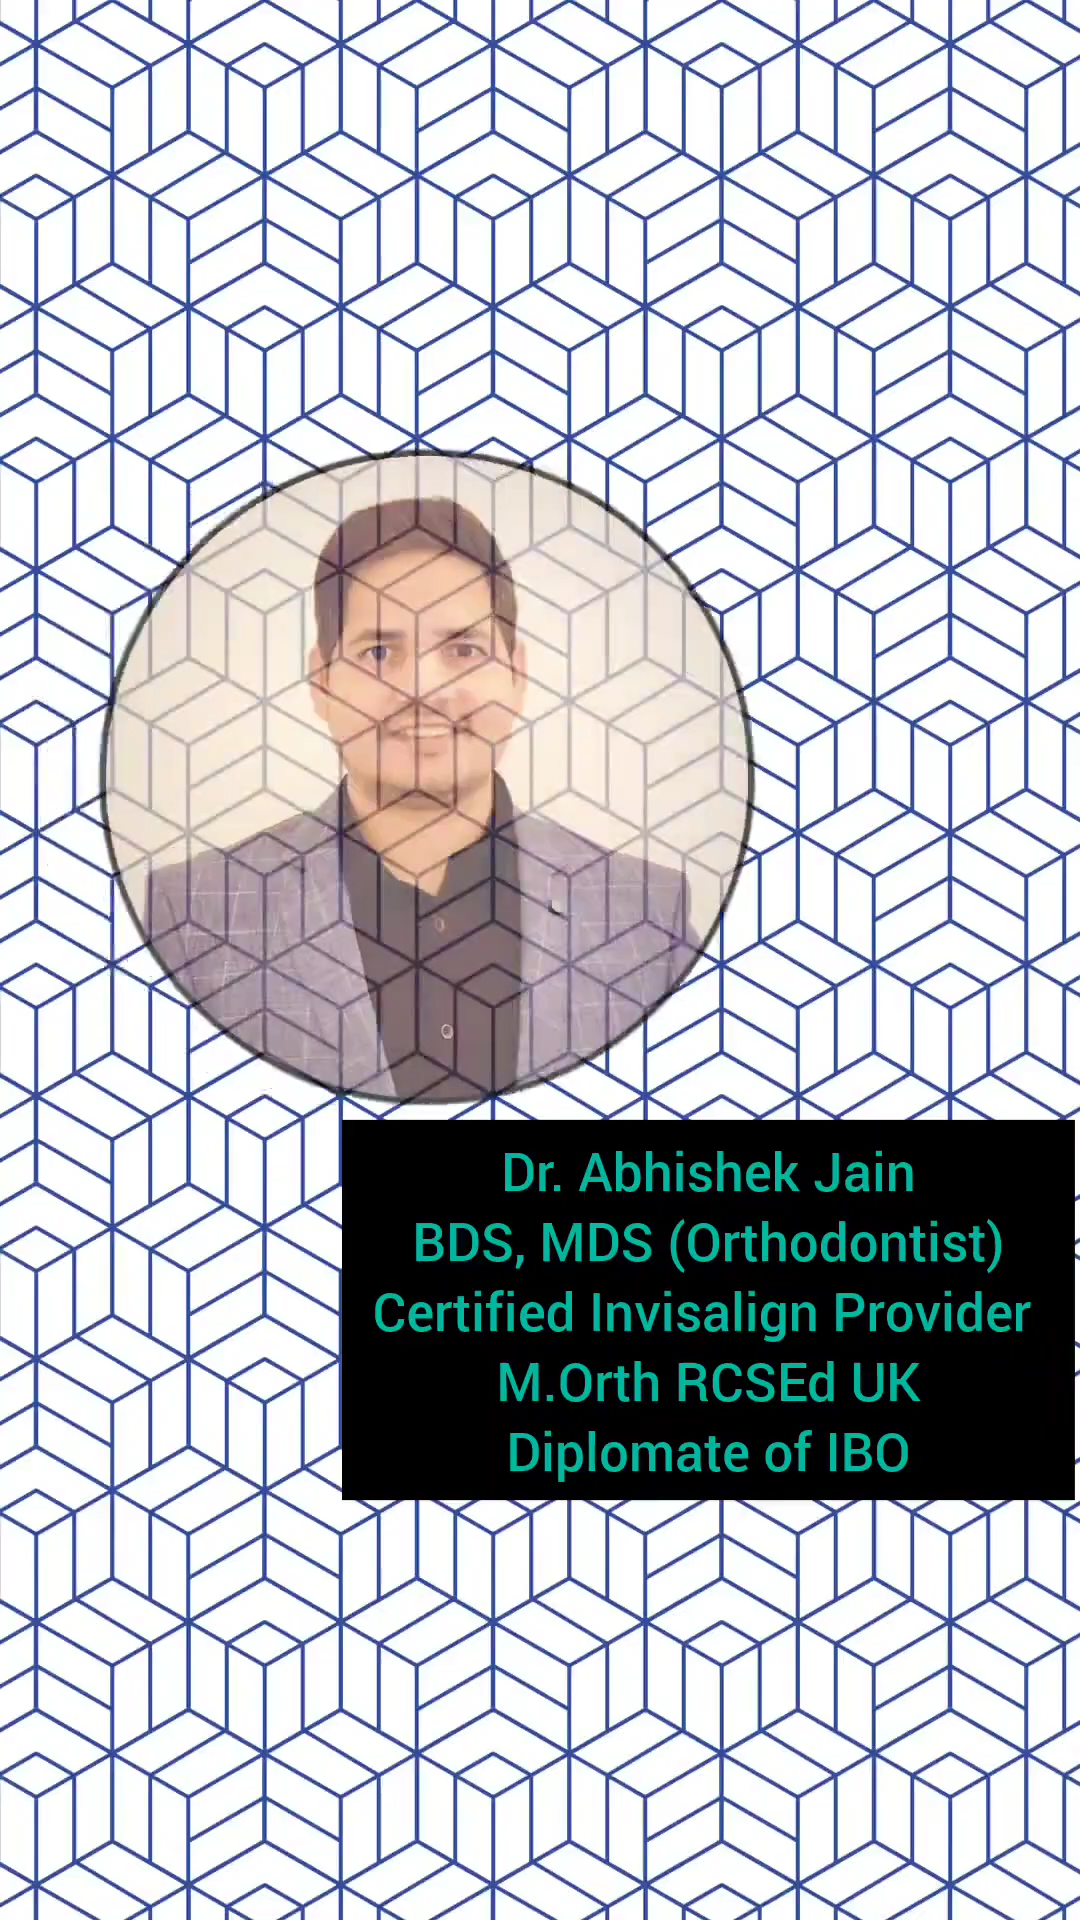 Dr. Abhishek Jain
BDS, MDS (Orthodontist)
Certified Invisalign Provider
M.Orth RCSEd UK
Diplomate of IBO